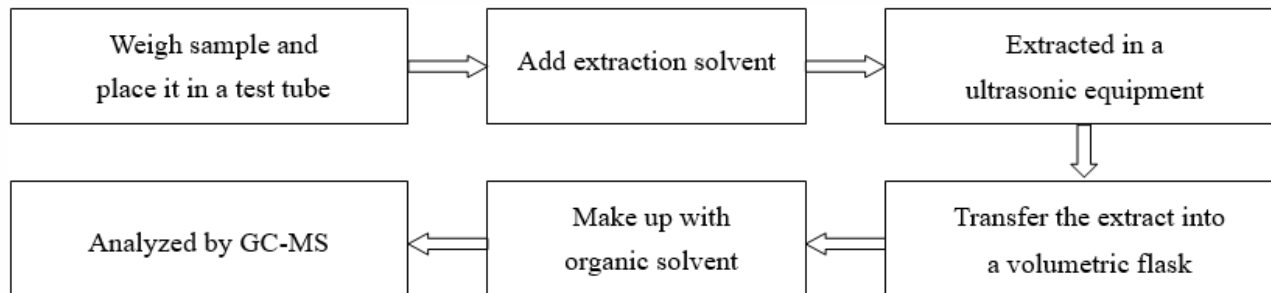 Weigh sample and
place it in a test tube
Add extraction solvent
Extracted in a
ultrasonic equipment
Transfer the extract into
a volumetric flask
Make up with
organic solvent
Analyzed by GC-MS